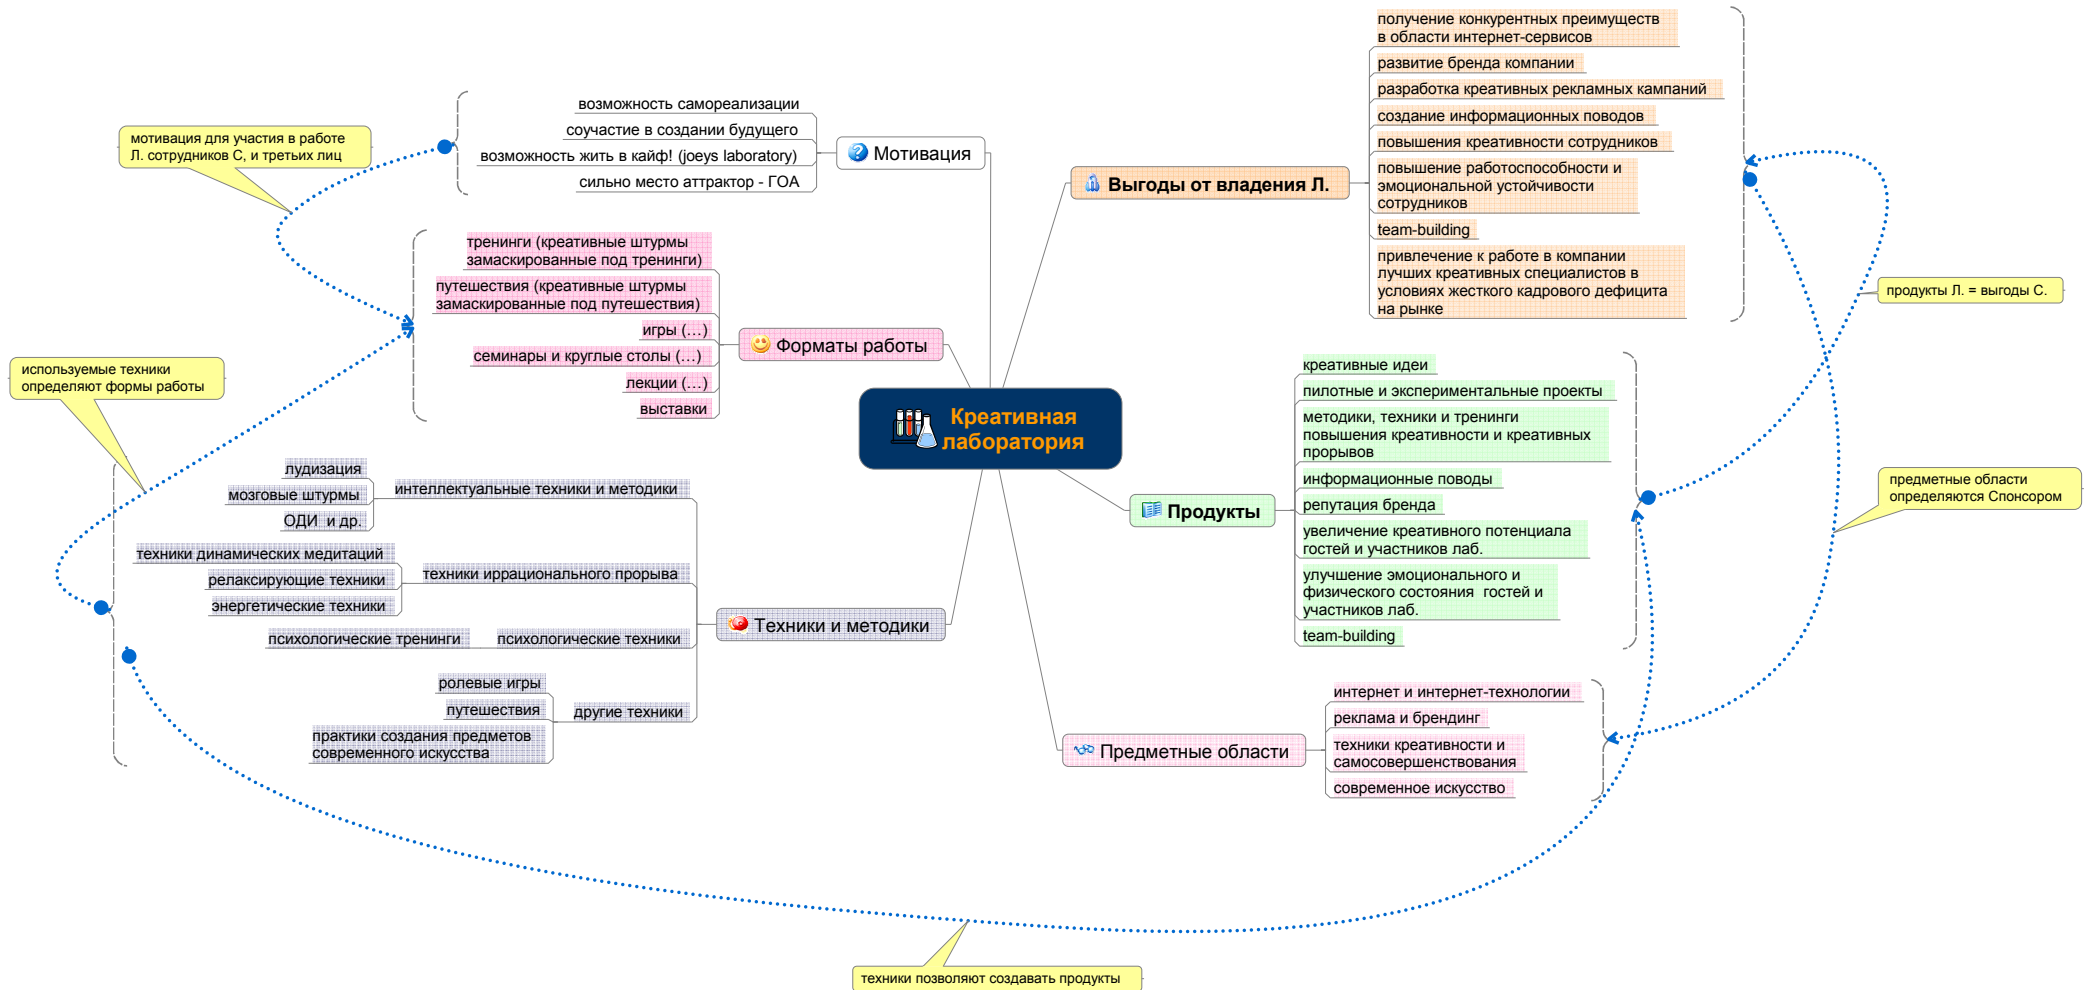 Креативная
лаборатория
Мотивация
возможность самореализации
соучастие в создании будущего
возможность жить в кайф! (joeys laboratory)
сильно место аттрактор - ГОА
мотивация для участия в работе
Л. сотрудников С, и третьих лиц
Форматы работы
тренинги (креативные штурмы
замаскированные под тренинги)
путешествия (креативные штурмы
замаскированные под путешествия)
игры (...)
семинары и круглые столы (...)
лекции (...)
выставки
используемые техники
определяют формы работы
Техники и методики
интеллектуальные техники и методики
лудизация
мозговые штурмы
ОДИ и др.
техники иррационального прорыва
техники динамических медитаций
релаксирующие техники
энергетические техники
психологические техники
психологические тренинги
другие техники
ролевые игры
путешествия
практики создания предметов
современного искусства
Выгоды от владения Л.
получение конкурентных преимуществ
в области интернет-сервисов
развитие бренда компании
разработка креативных рекламных кампаний
создание информационных поводов
повышения креативности сотрудников
повышение работоспособности и
эмоциональной устойчивости
сотрудников
team-building
привлечение к работе в компании
лучших креативных специалистов в
условиях жесткого кадрового дефицита
на рынке
продукты Л. = выгоды С.
Продукты
креативные идеи
пилотные и экспериментальные проекты
методики, техники и тренинги
повышения креативности и креативных
прорывов
информационные поводы
репутация бренда
увеличение креативного потенциала
гостей и участников лаб.
улучшение эмоционального и
физического состояния гостей и
участников лаб.
team-building
предметные области
определяются Спонсором
Предметные области
интернет и интернет-технологии
реклама и брендинг
техники креативности и
самосовершенствования
современное искусство
техники позволяют создавать продукты